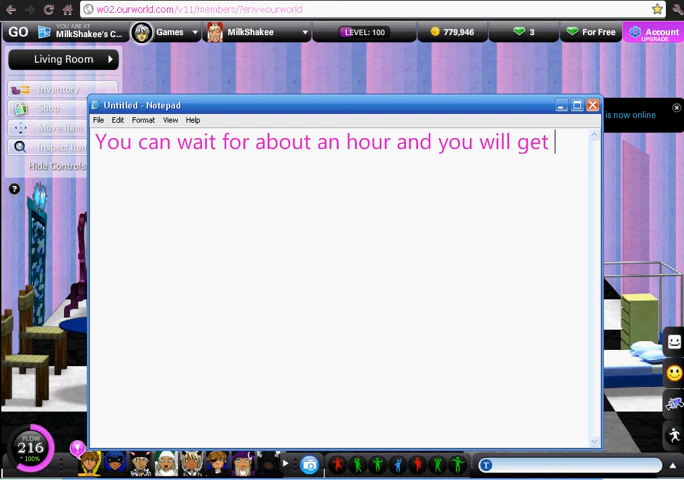 w02.ourworld.com/v11/members/?env=ourworld
GO
YOU ARE AT
MilkShakee's C...
Games
MilkShakee
LEVEL: 100
779,946
3
For Free
Account
UPGRADE
Living Room
Inventory
Shop
Move Item
Inspect Item
Hide Controls
?
is now online
Untitled - Notepad
File Edit Format View Help
You can wait for about an hour and you will get
FLOW
216
+ 100%
T